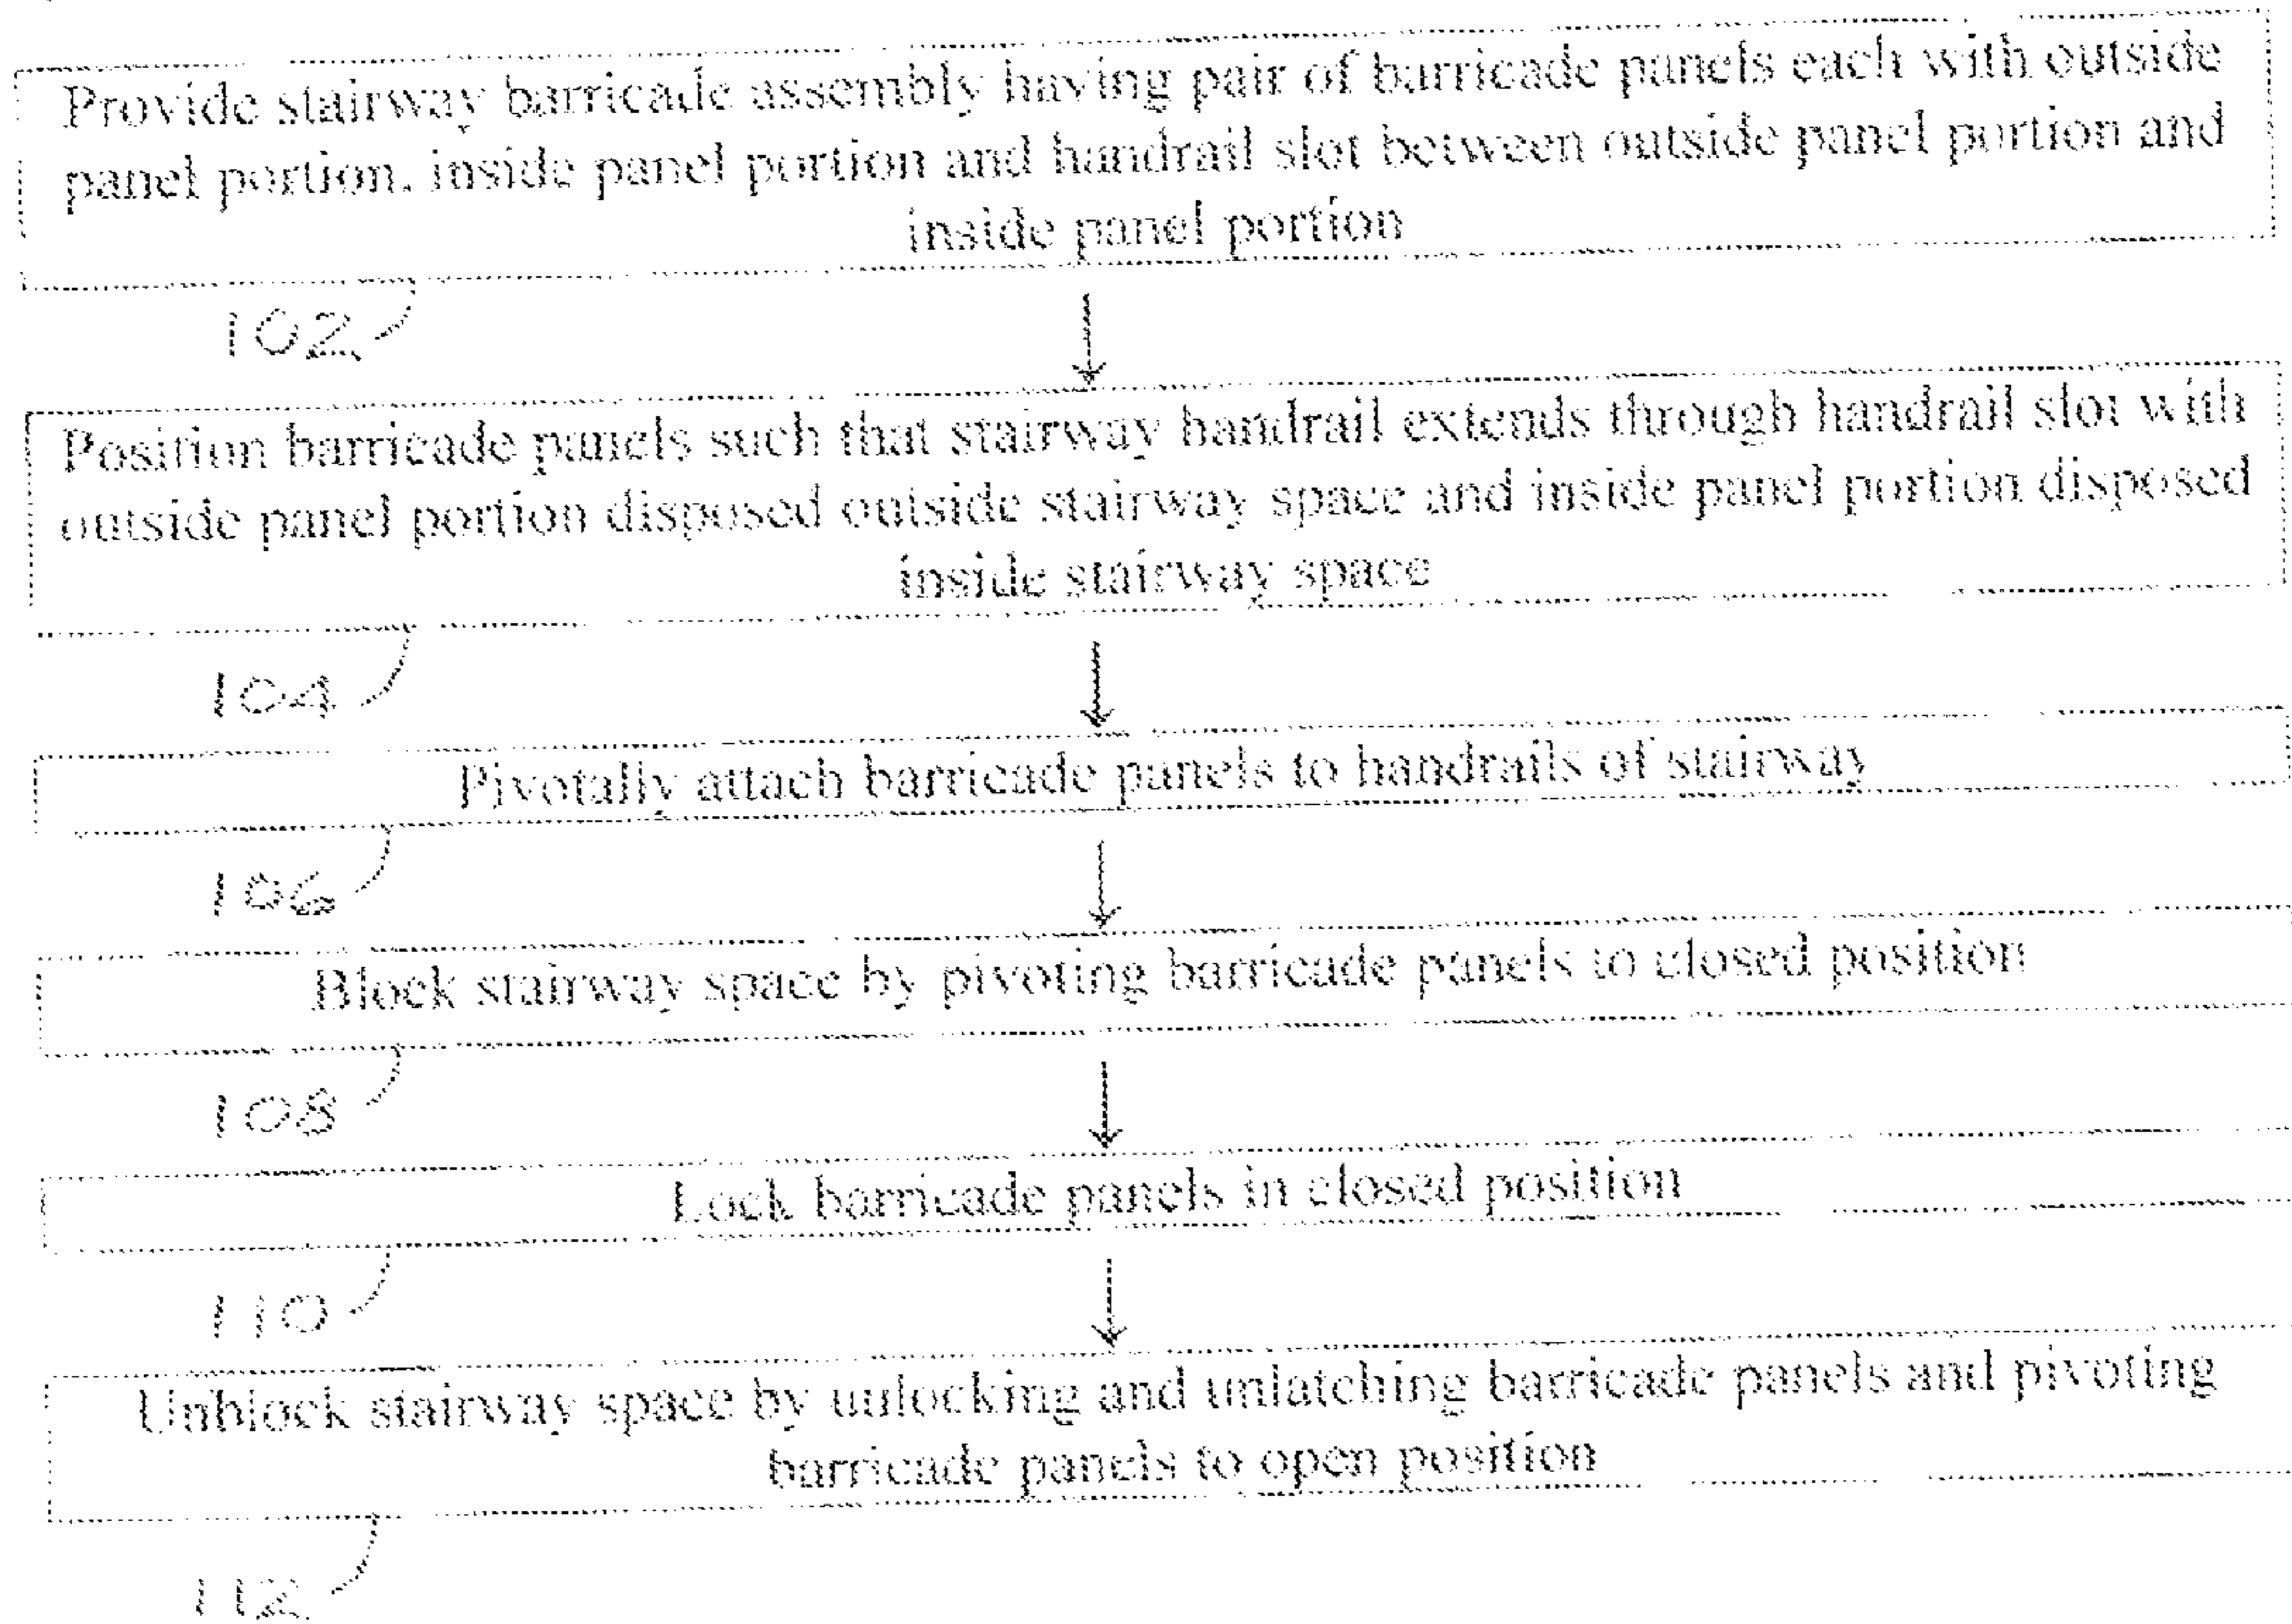 Provide stairway barricade assembly having pair of barricade panels each with outside
panel portion, inside panel portion and handrail slot between outside panel portion and
inside panel portion
102
Position barricade panels such that stairway handrail extends through handrail slot with
outside panel portion disposed outside stairway space and inside panel portion disposed
inside stairway space
104
Pivotally attach barricade panels to handrails of stairway
106
Block stairway space by pivoting barricade panels to closed position
108
Lock barricade panels in closed position
110
Unblock stairway space by unlocking and unlatching barricade panels and pivoting
barricade panels to open position
112